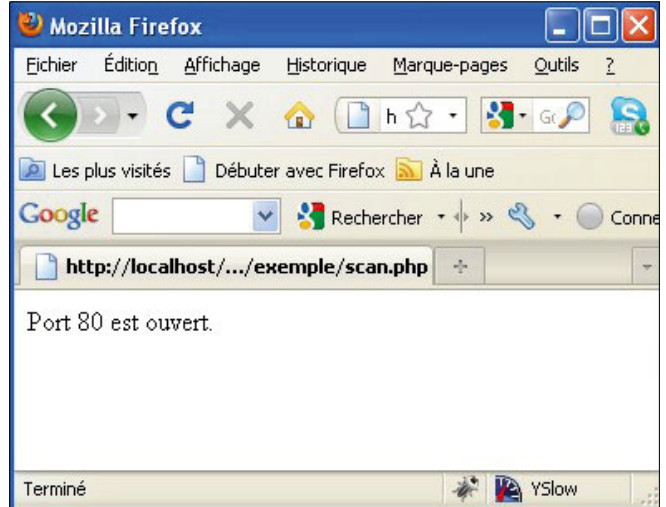 Mozilla Firefox
Fichier Édition Affichage Historique Marque-pages Outils ?
h
Les plus visités Débuter avec Firefox À la une
Google Rechercher » Conne
http://localhost/.../exemple/scan.php
Port 80 est ouvert.
Terminé YSlow